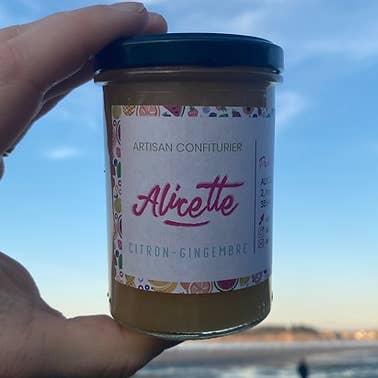 ARTISAN CONFITURIER
Alicette
CITRON-GINGEMBRE